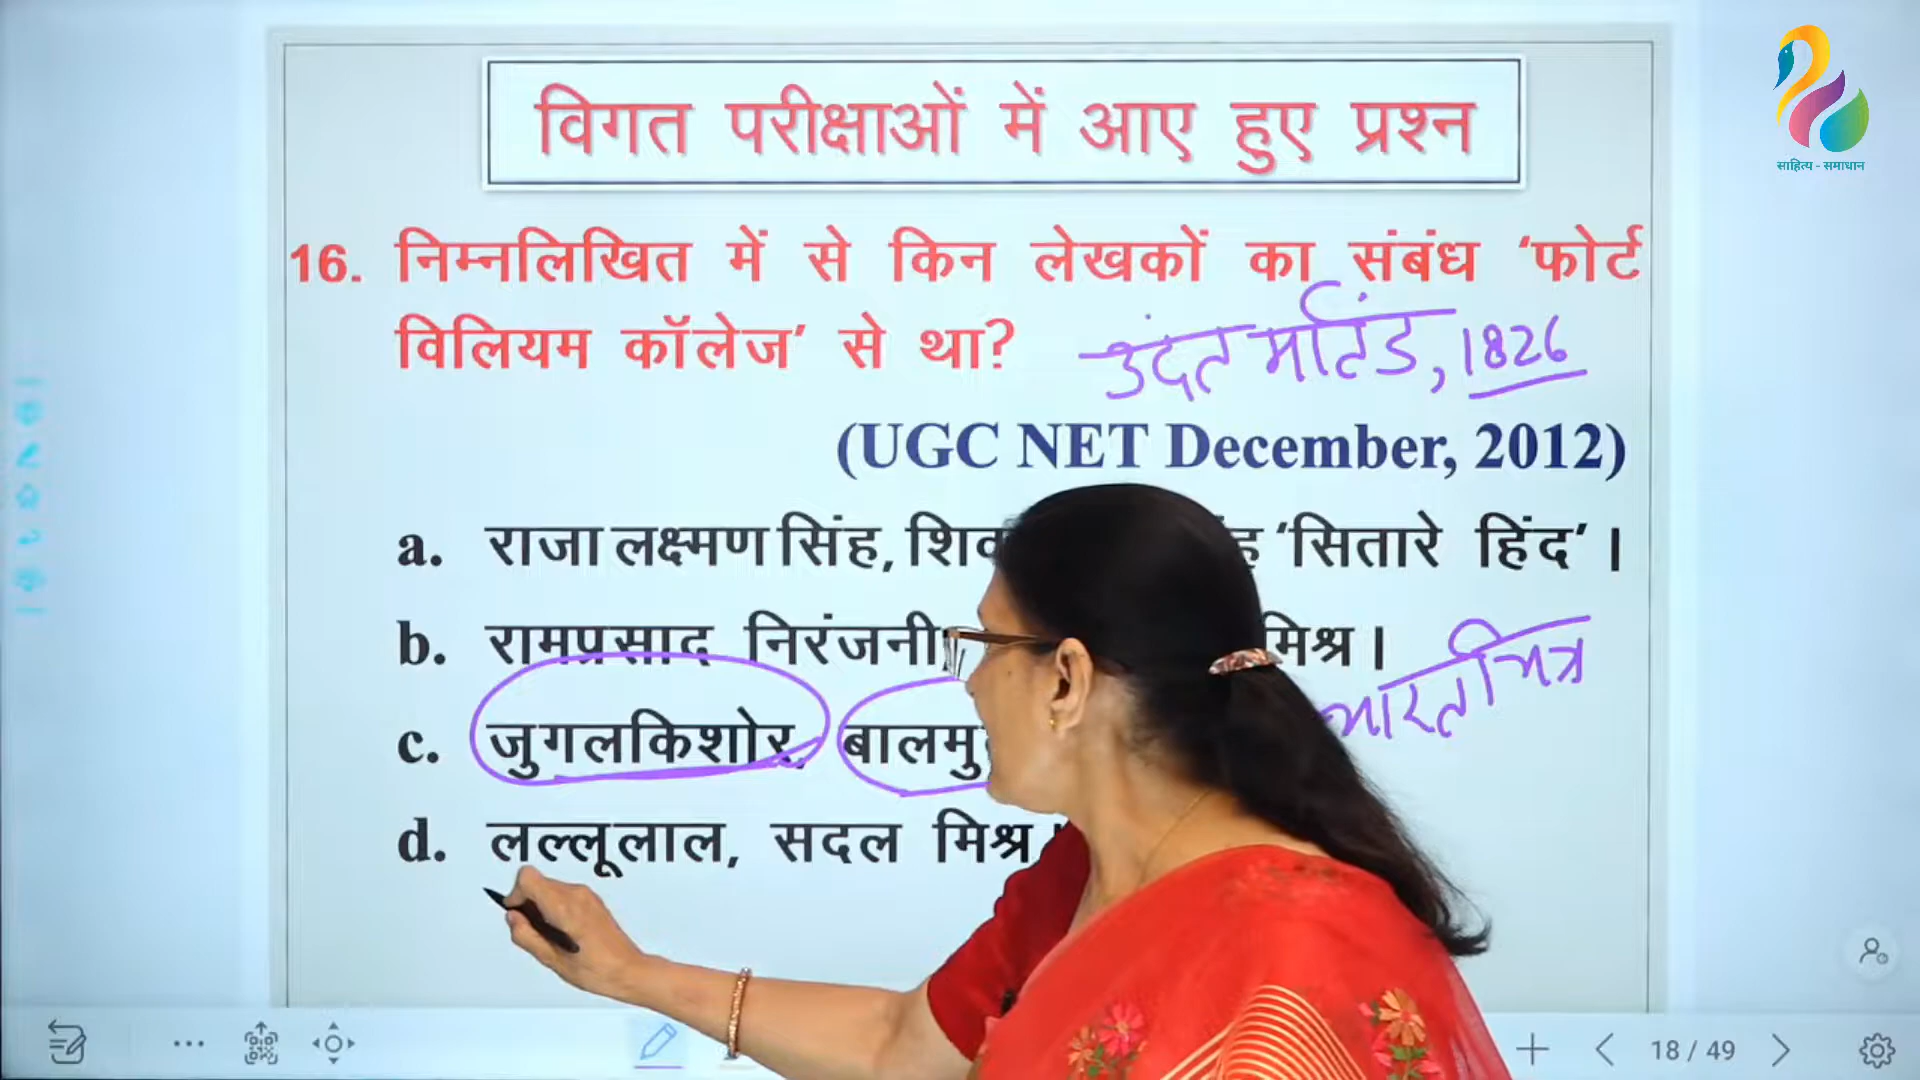 विगत परीक्षाओं में आए हुए प्रश्न
साहित्य - समाधान
16. निम्नलिखित में से किन लेखकों का संबंध ‘फोर्ट
विलियम कॉलेज’ से था?
उदंत मार्तंड, 1826
(UGC NET December, 2012)
a. राजा लक्ष्मण सिंह, ‘सितारे हिंद’ ।
b. रामप्रसाद निरंजनी, मिश्र ।
भारतमित्र
c. जुगलकिशोर,
d. लल्लूलाल, सदल मिश्र ।
18 / 49